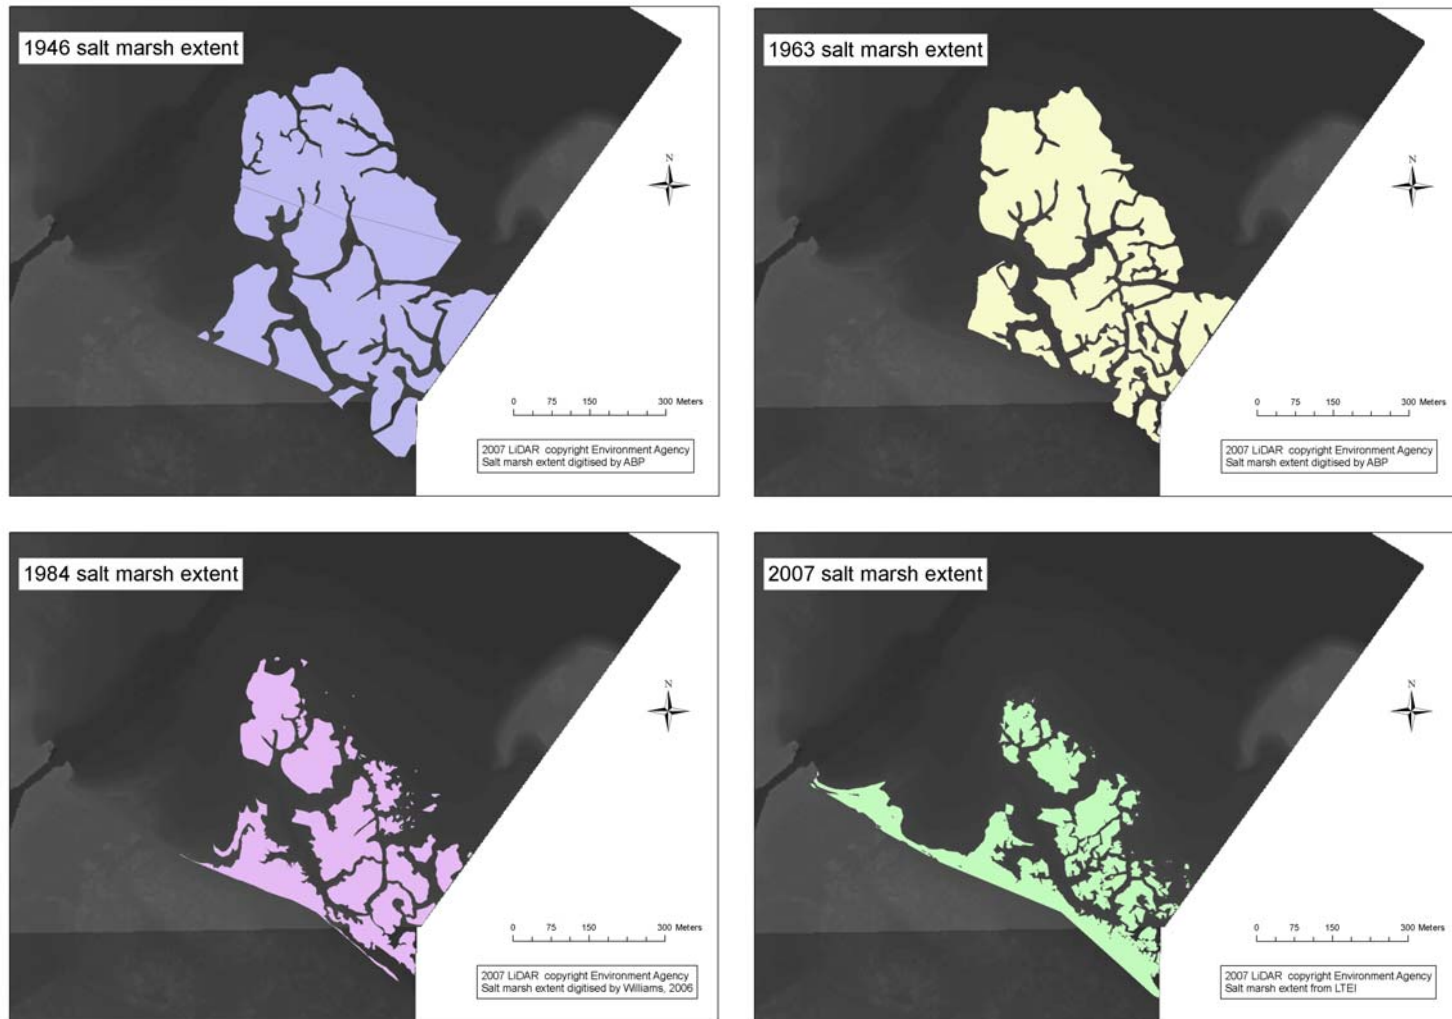 1946 salt marsh extent
N
0 75 150 300 Meters
2007 LiDAR copyright Environment Agency
Salt marsh extent digitised by ABP
1963 salt marsh extent
N
0 75 150 300 Meters
2007 LiDAR copyright Environment Agency
Salt marsh extent digitised by ABP
1984 salt marsh extent
N
0 75 150 300 Meters
2007 LiDAR copyright Environment Agency
Salt marsh extent digitised by Williams, 2006
2007 salt marsh extent
N
0 75 150 300 Meters
2007 LiDAR copyright Environment Agency
Salt marsh extent from LTEI